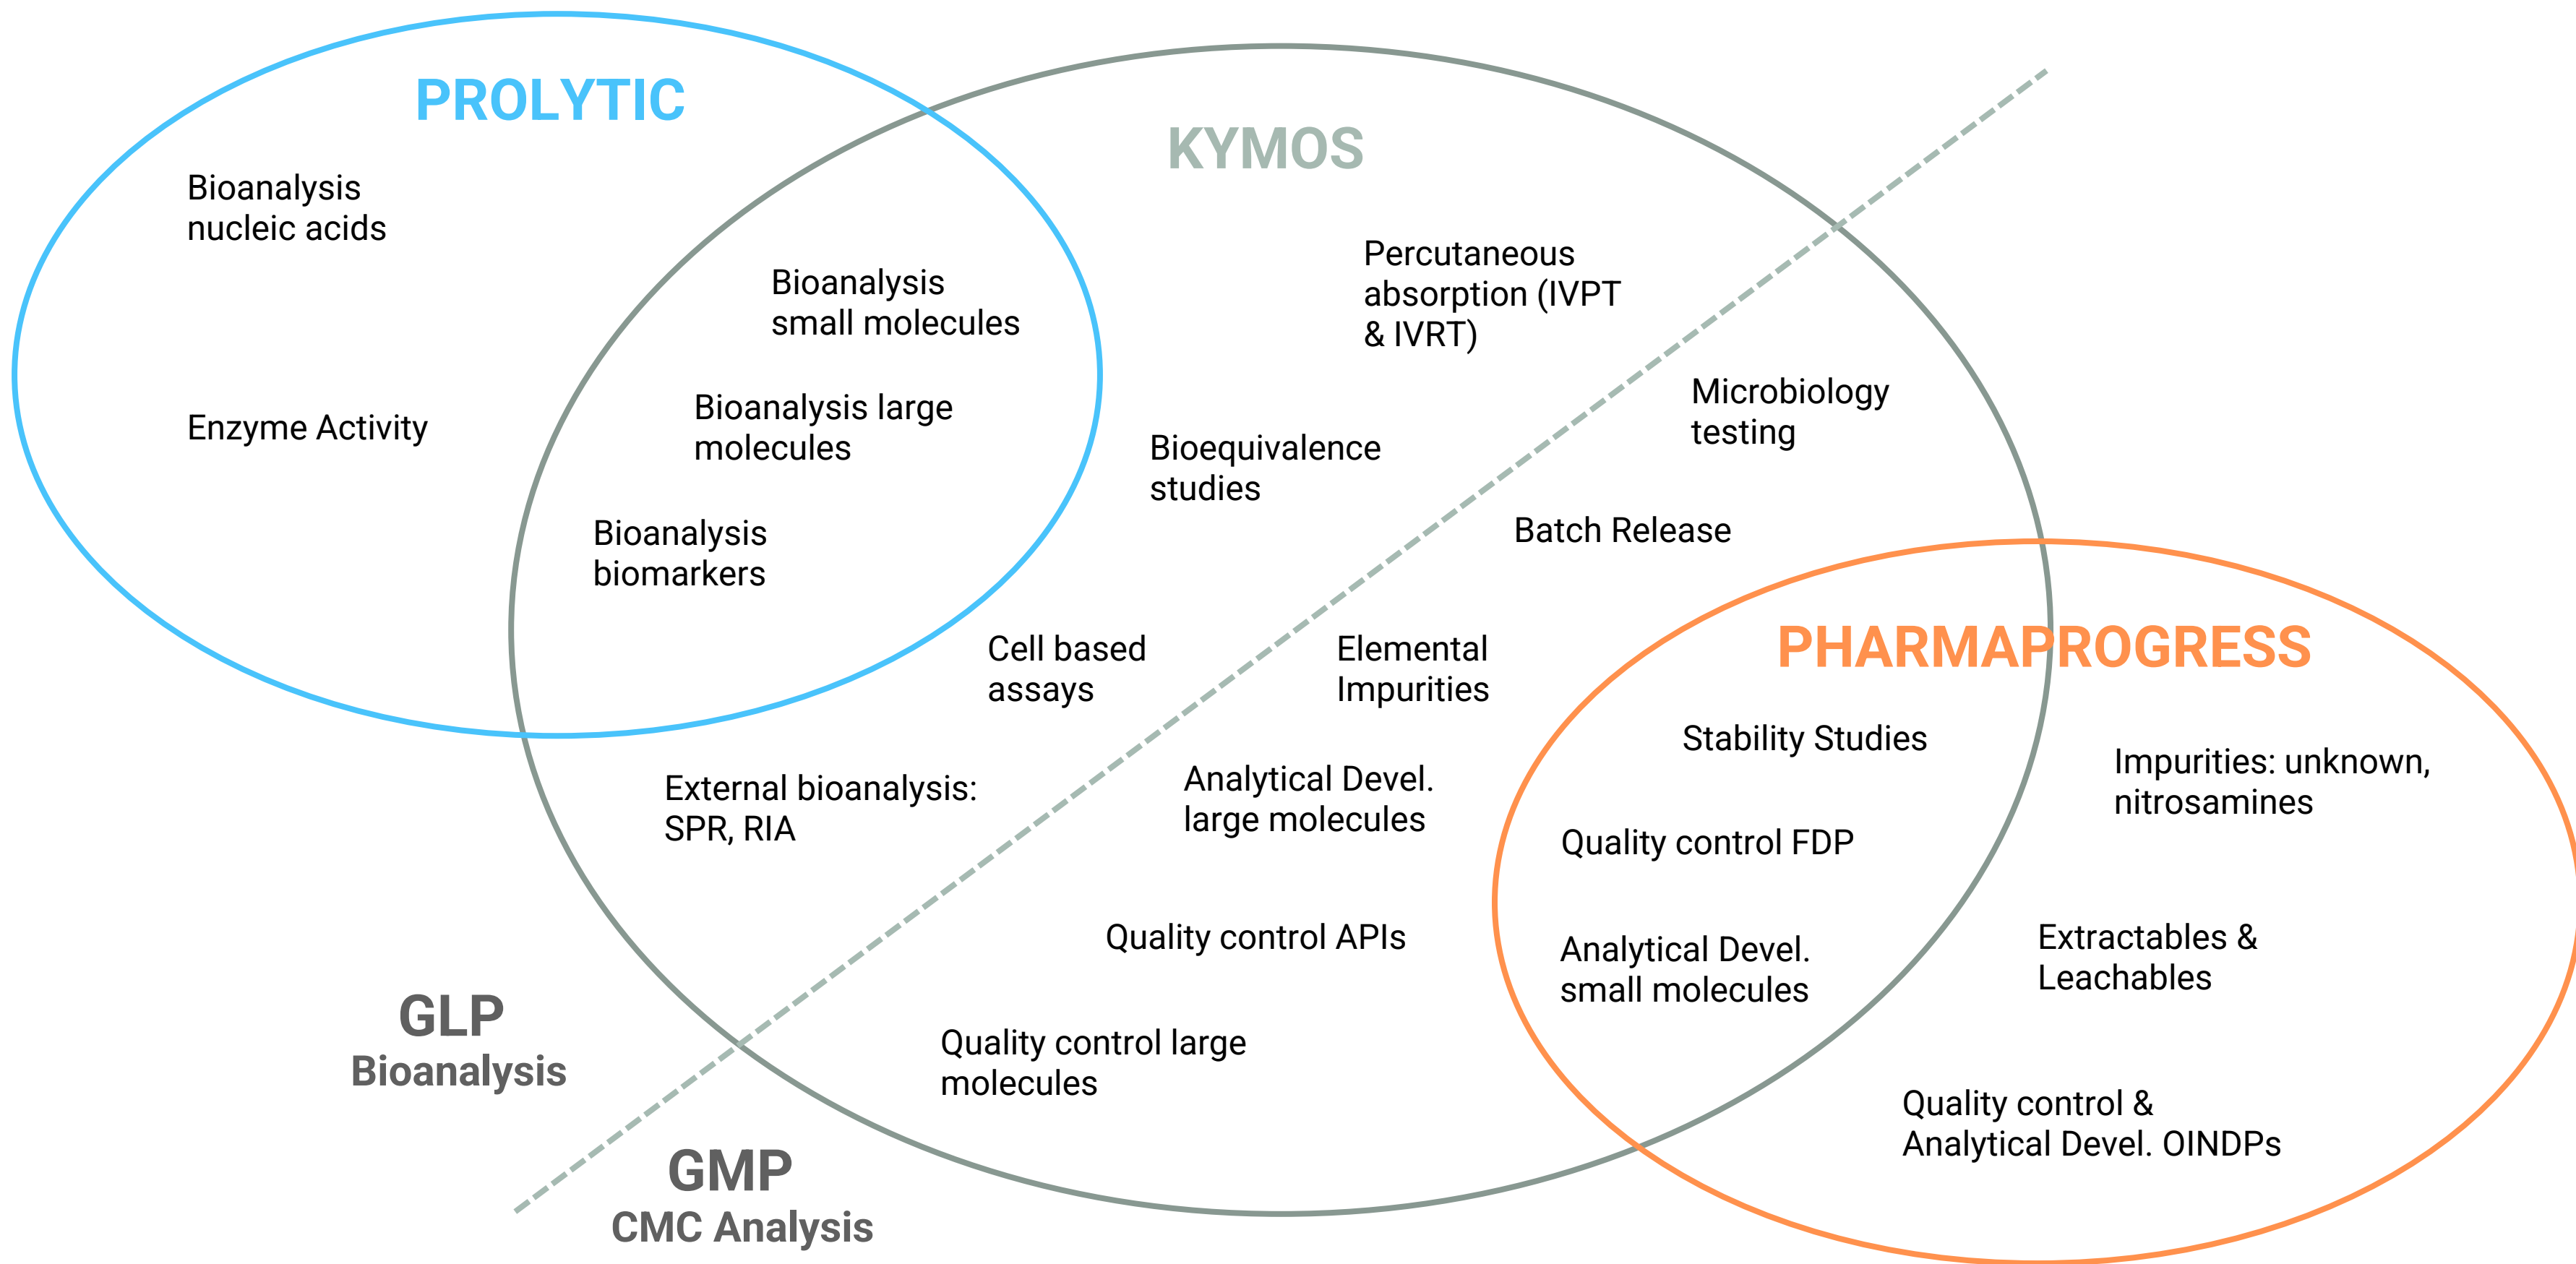 PROLYTIC
Bioanalysis
nucleic acids
Enzyme Activity
Bioanalysis
small molecules
Bioanalysis large
molecules
Bioanalysis
biomarkers
KYMOS
Percutaneous
absorption (IVPT
& IVRT)
Bioequivalence
studies
Cell based
assays
External bioanalysis:
SPR, RIA
Microbiology
testing
Batch Release
Elemental
Impurities
Analytical Devel.
large molecules
Quality control APIs
Quality control large
molecules
PHARMAPROGRESS
Stability Studies
Quality control FDP
Analytical Devel.
small molecules
Impurities: unknown,
nitrosamines
Extractables &
Leachables
Quality control &
Analytical Devel. OINDPs
GLP
Bioanalysis
GMP
CMC Analysis